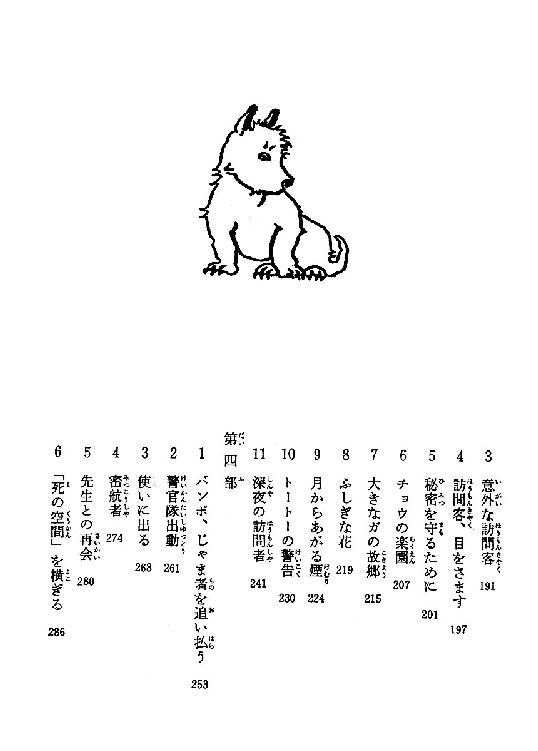 3 意外な訪問客 191
4 訪問客、目をさます 197
5 秘密を守るために 201
6 チョウの楽園 207
7 大きなガの故郷 215
8 ふしぎな花 219
9 月からあがる煙 224
10 トートーの警告 230
11 深夜の訪問者 241
第四部
1 バンポ、じゃま者を追い払う 253
2 警官隊出動 261
3 使いに出る 268
4 密航者 274
5 先生との再会 280
6 「死の空間」を横ぎる 286